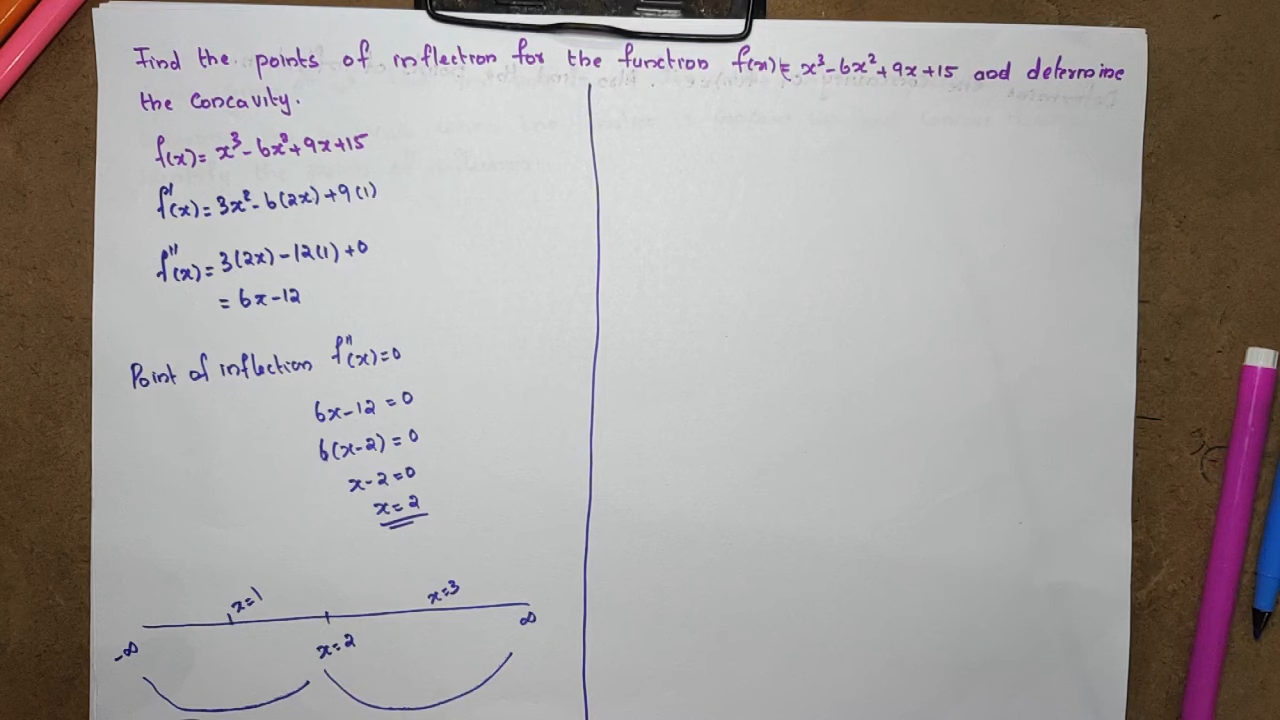 Find the points of inflection for the function f(x) = x³-6x²+9x+15 and determine
the concavity.
f(x) = x³-6x²+9x+15
f'(x) = 3x²-6(2x)+9(1)
f''(x) = 3(2x)-12(1)+0
= 6x-12
Point of inflection f''(x)=0
6x-12 = 0
6(x-2) = 0
x-2=0
x=2
x=1 x=3
-∞ x=2 ∞